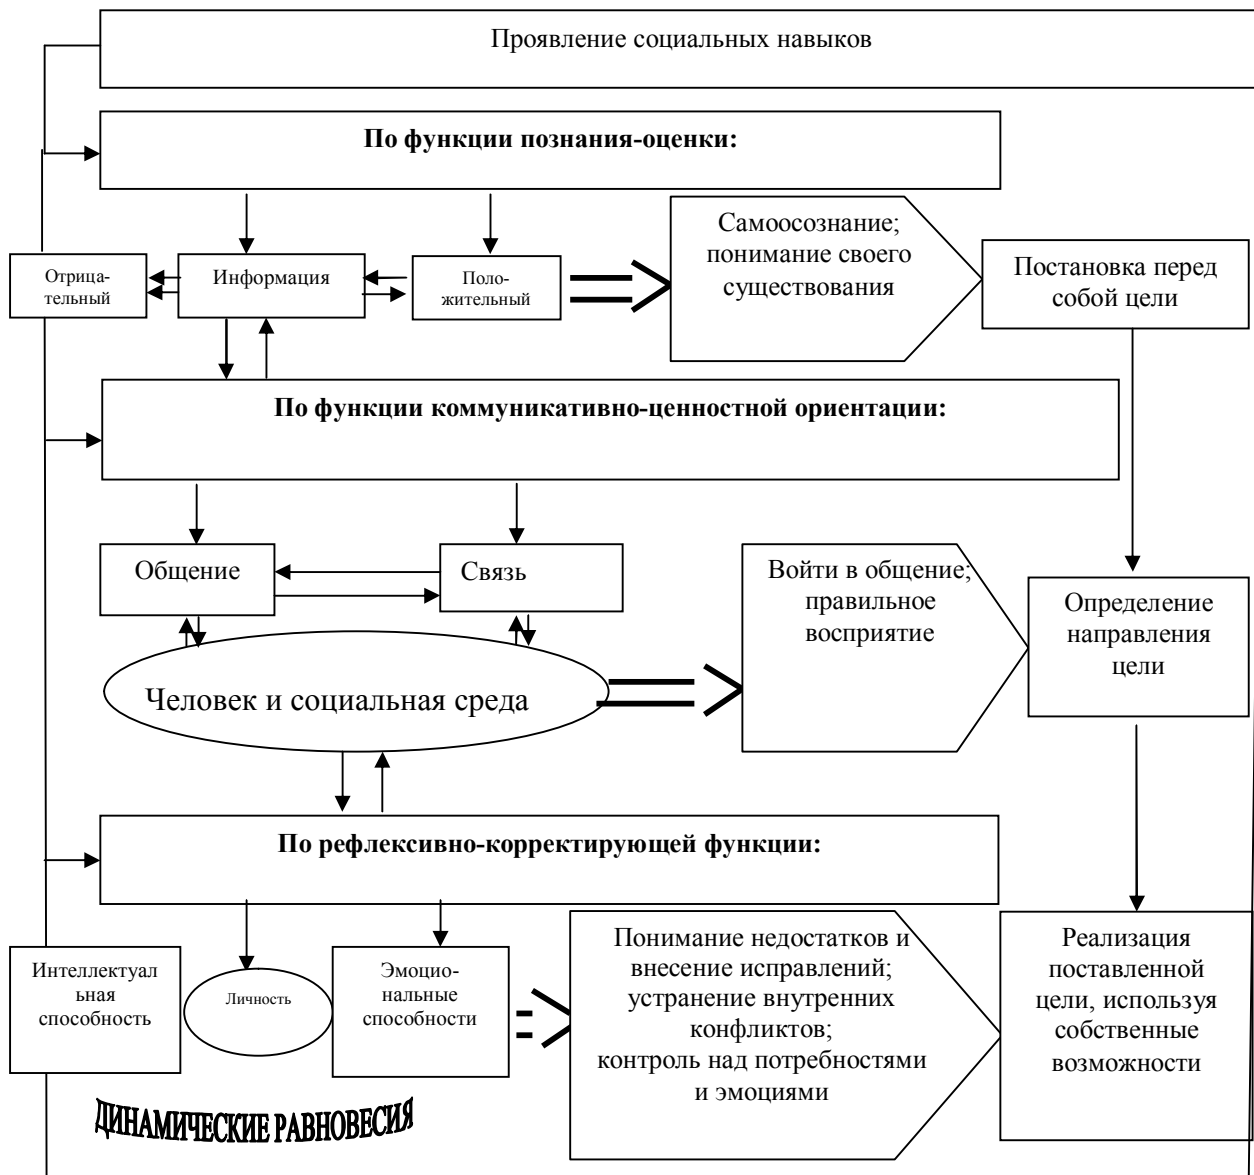 Проявление социальных навыков
По функции познания-оценки:
Отрица-
тельный
Информация
Поло-
жительный
Самоосознание;
понимание своего
существования
Постановка перед
собой цели
По функции коммуникативно-ценностной ориентации:
Общение
Связь
Войти в общение;
правильное
восприятие
Определение
направления
цели
Человек и социальная среда
По рефлексивно-корректирующей функции:
Интеллектуал
ьная
способность
Личность
Эмоцио-
нальные
способности
Понимание недостатков и
внесение исправлений;
устранение внутренних
конфликтов;
контроль над потребностями
и эмоциями
Реализация
поставленной
цели, используя
собственные
возможности
ДИНАМИЧЕСКИЕ РАВНОВЕСИЯ